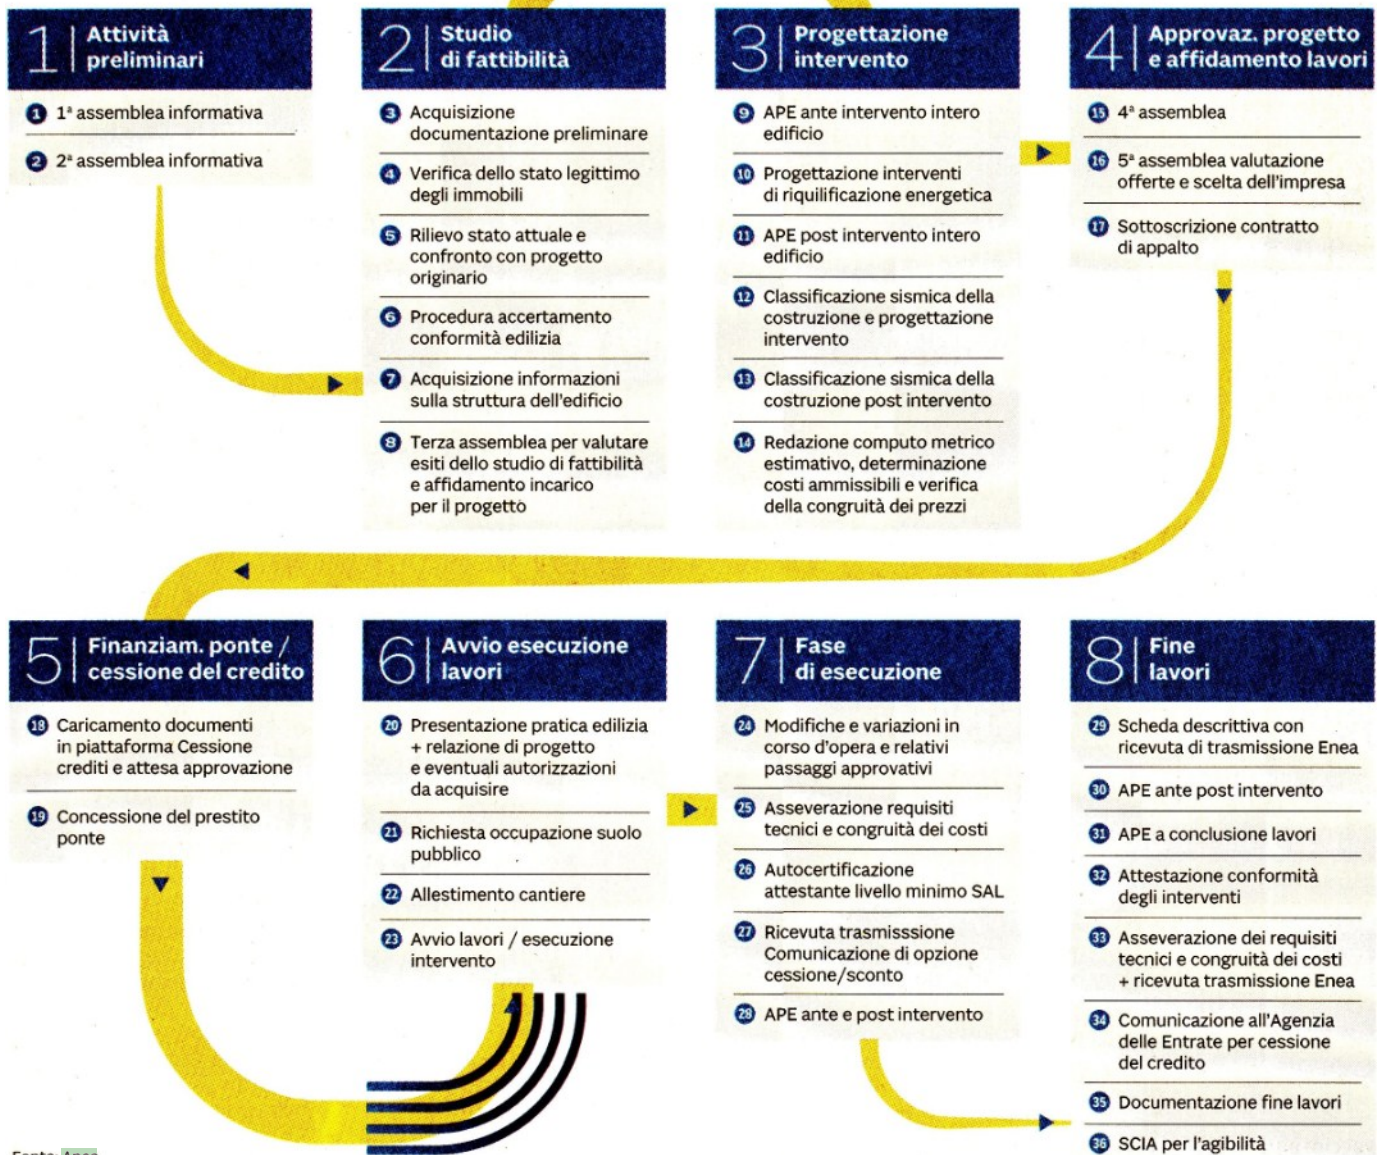 1 Attività
preliminari
1 1ª assemblea informativa
2 2ª assemblea informativa
2 Studio
di fattibilità
3 Acquisizione
documentazione preliminare
4 Verifica dello stato legittimo
degli immobili
5 Rilievo stato attuale e
confronto con progetto
originario
6 Procedura accertamento
conformità edilizia
7 Acquisizione informazioni
sulla struttura dell'edificio
8 Terza assemblea per valutare
esiti dello studio di fattibilità
e affidamento incarico
per il progetto
3 Progettazione
intervento
9 APE ante intervento intero
edificio
10 Progettazione interventi
di riquilificazione energetica
11 APE post intervento intero
edificio
12 Classificazione sismica della
costruzione e progettazione
intervento
13 Classificazione sismica della
costruzione post intervento
14 Redazione computo metrico
estimativo, determinazione
costi ammissibili e verifica
della congruità dei prezzi
4 Approvaz. progetto
e affidamento lavori
15 4ª assemblea
16 5ª assemblea valutazione
offerte e scelta dell'impresa
17 Sottoscrizione contratto
di appalto
5 Finanziam. ponte /
cessione del credito
18 Caricamento documenti
in piattaforma Cessione
crediti e attesa approvazione
19 Concessione del prestito
ponte
6 Avvio esecuzione
lavori
20 Presentazione pratica edilizia
+ relazione di progetto
e eventuali autorizzazioni
da acquisire
21 Richiesta occupazione suolo
pubblico
22 Allestimento cantiere
23 Avvio lavori / esecuzione
intervento
7 Fase
di esecuzione
24 Modifiche e variazioni in
corso d'opera e relativi
passaggi approvativi
25 Asseverazione requisiti
tecnici e congruità dei costi
26 Autocertificazione
attestante livello minimo SAL
27 Ricevuta trasmisssione
Comunicazione di opzione
cessione/sconto
28 APE ante e post intervento
8 Fine
lavori
29 Scheda descrittiva con
ricevuta di trasmissione Enea
30 APE ante post intervento
31 APE a conclusione lavori
32 Attestazione conformità
degli interventi
33 Asseverazione dei requisiti
tecnici e congruità dei costi
+ ricevuta trasmissione Enea
34 Comunicazione all'Agenzia
delle Entrate per cessione
del credito
35 Documentazione fine lavori
36 SCIA per l'agibilità